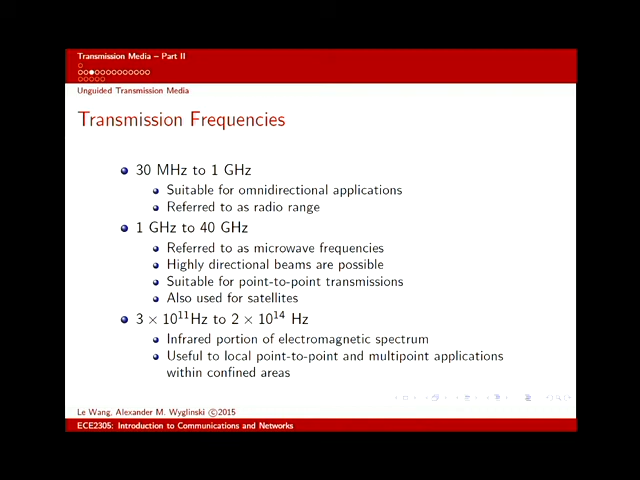 Transmission Media – Part II
Unguided Transmission Media
Transmission Frequencies
30 MHz to 1 GHz
Suitable for omnidirectional applications
Referred to as radio range
1 GHz to 40 GHz
Referred to as microwave frequencies
Highly directional beams are possible
Suitable for point-to-point transmissions
Also used for satellites
3 × 10¹¹Hz to 2 × 10¹⁴ Hz
Infrared portion of electromagnetic spectrum
Useful to local point-to-point and multipoint applications
within confined areas
Le Wang, Alexander M. Wyglinski ©2015
ECE2305: Introduction to Communications and Networks